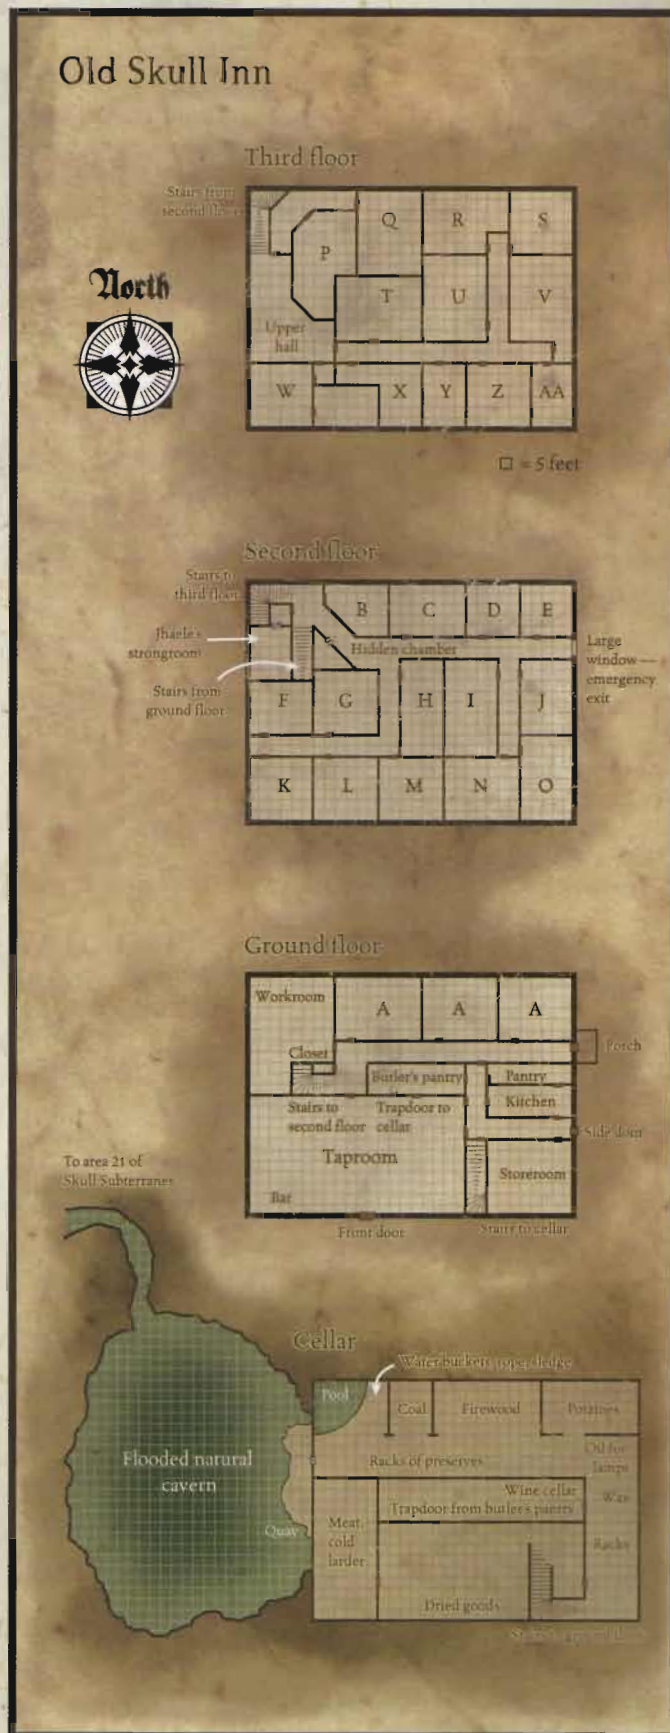 Old Skull Inn
Third floor
Stairs from
second floor
Q
R
S
P
T
U
V
North
Upper
hall
W
X
Y
Z
AA
= 5 feet
Second floor
Stairs to
third floor
B
C
D
E
Jhaele's
strongroom
Hidden chamber
Large
window—
emergency
exit
Stairs from
ground floor
F
G
H
I
J
K
L
M
N
O
Ground floor
Workroom
A
A
A
Closet
Porch
Butler's pantry
Pantry
Kitchen
Stairs to
second floor
Trapdoor to
cellar
Side door
To area 21 of
Skull Subterranes
Taproom
Storeroom
Bar
Front door
Stairs to cellar
Cellar
Water buckets, rope, sledge
Pool
Coal
Firewood
Potatoes
Oil for
lamps
Racks of preserves
Flooded natural
cavern
Wine cellar
Trapdoor from butler's pantry
Wax
Quay
Meat,
cold
larder
Racks
Dried goods